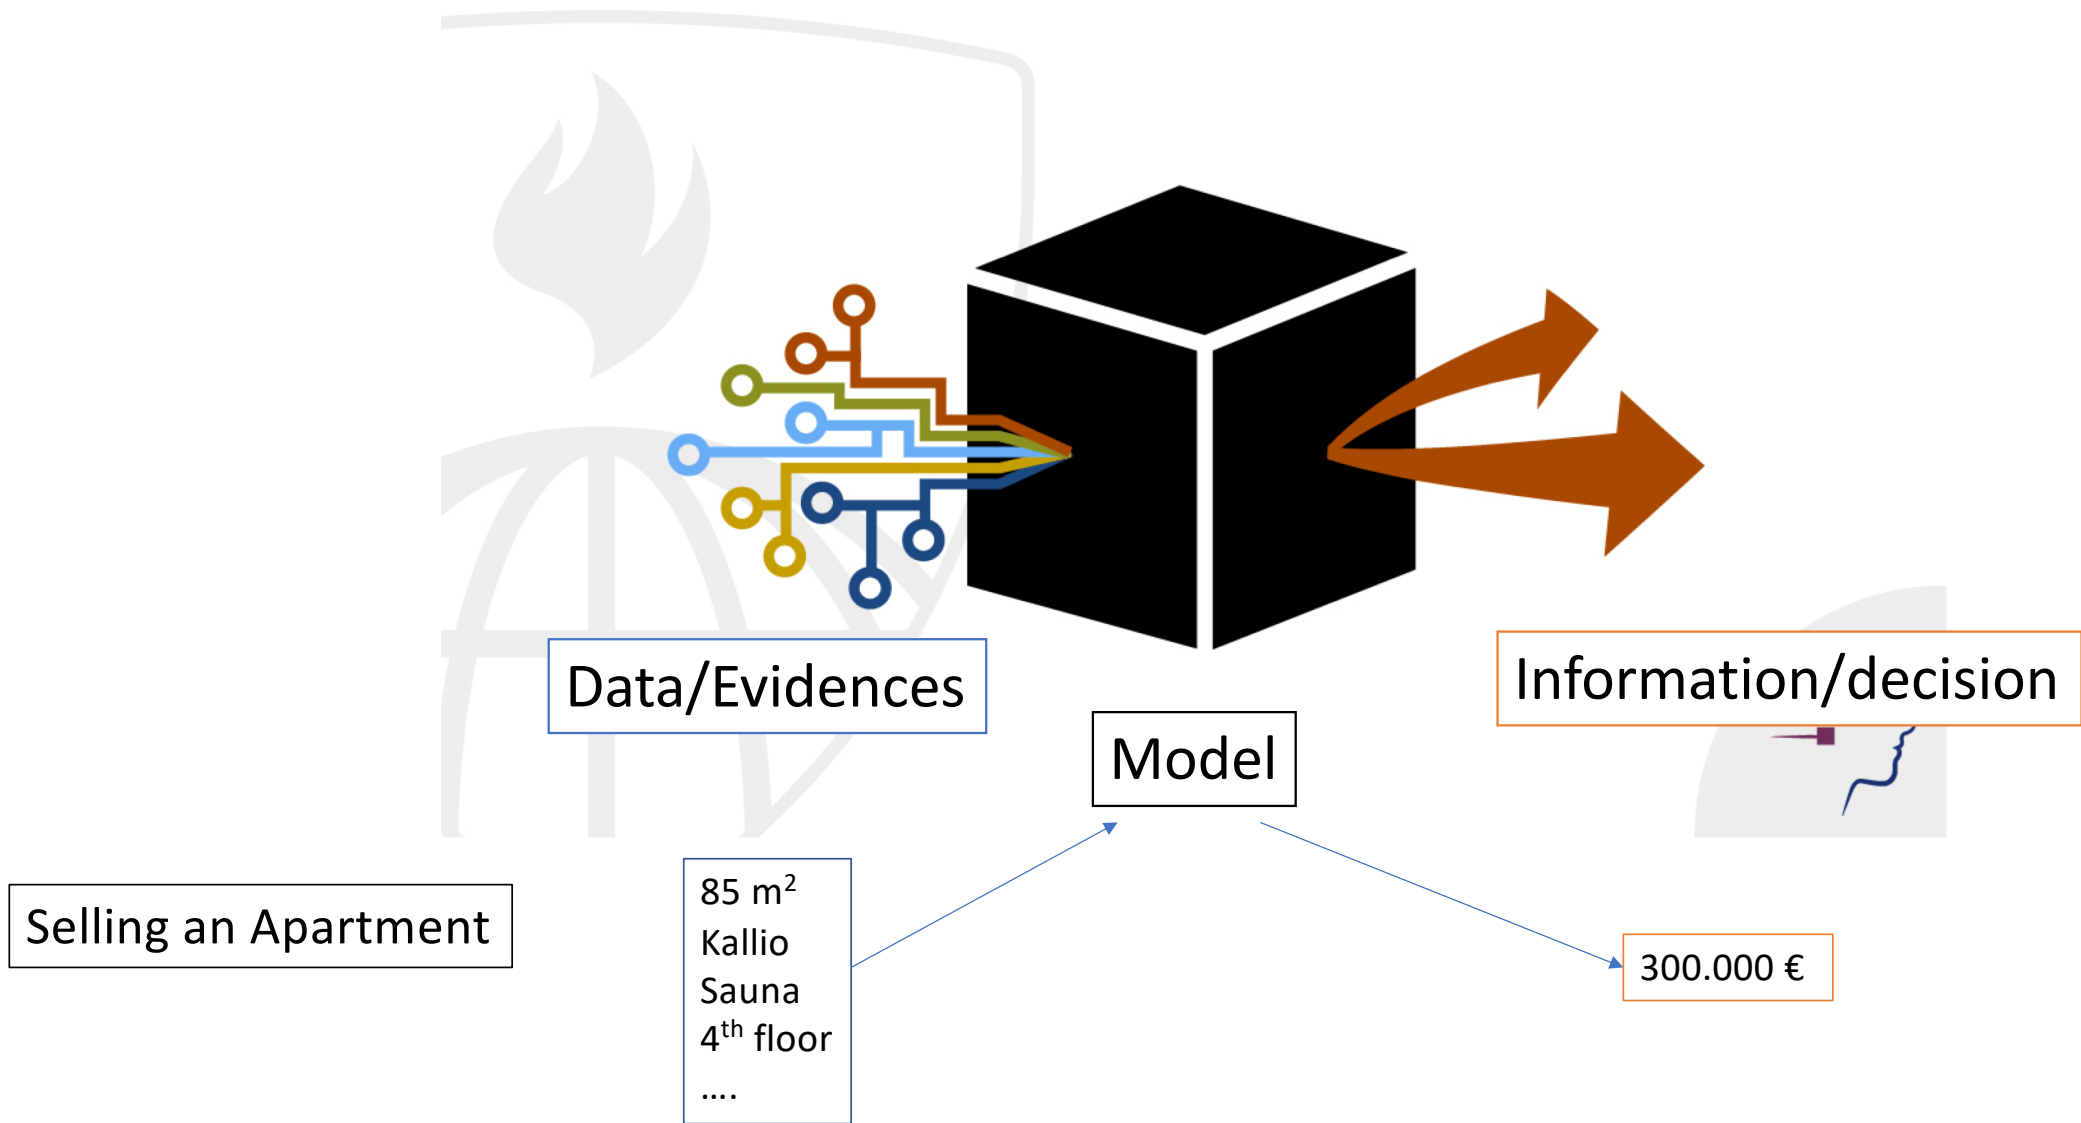 Data/Evidences
Information/decision
Model
Selling an Apartment
85 m²
Kallio
Sauna
4ᵗʰ floor
....
300.000 €